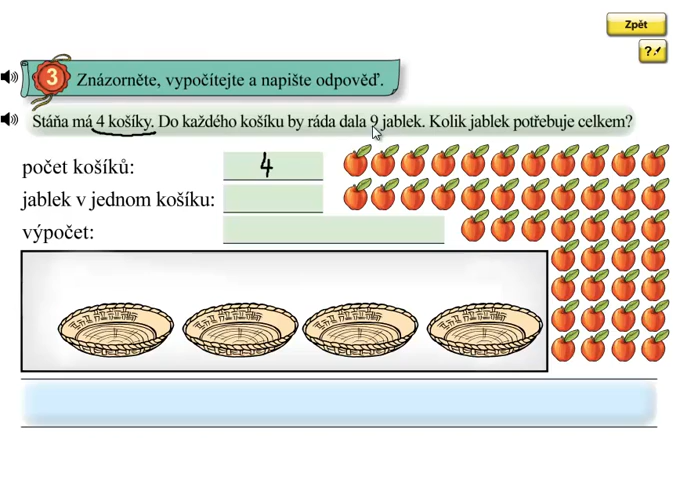 Zpět
?
3 Znázorněte, vypočítejte a napište odpověď.
Stáňa má 4 košíky. Do každého košíku by ráda dala 9 jablek. Kolik jablek potřebuje celkem?
počet košíků: 4
jablek v jednom košíku:
výpočet: